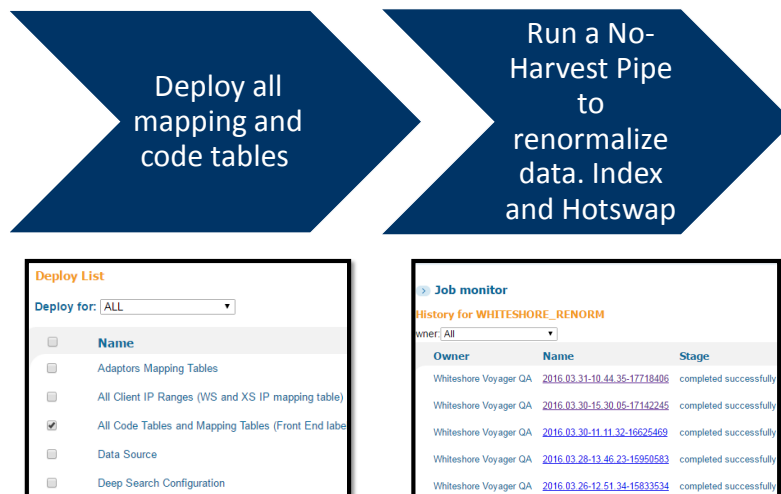 Deploy all
mapping and
code tables
Run a No-
Harvest Pipe
to
renormalize
data. Index
and Hotswap
Deploy List
Deploy for: ALL
Name
Adaptors Mapping Tables
All Client IP Ranges (WS and XS IP mapping table)
All Code Tables and Mapping Tables (Front End labe
Data Source
Deep Search Configuration
Job monitor
History for WHITESHORE_RENORM
wner: All
Owner Name Stage
Whiteshore Voyager QA 2016.03.31-10.44.35-17718406 completed successfully
Whiteshore Voyager QA 2016.03.30-15.30.05-17142245 completed successfully
Whiteshore Voyager QA 2016.03.30-11.11.32-16625469 completed successfully
Whiteshore Voyager QA 2016.03.28-13.46.23-15950583 completed successfully
Whiteshore Voyager QA 2016.03.26-12.51.34-15833534 completed successfully